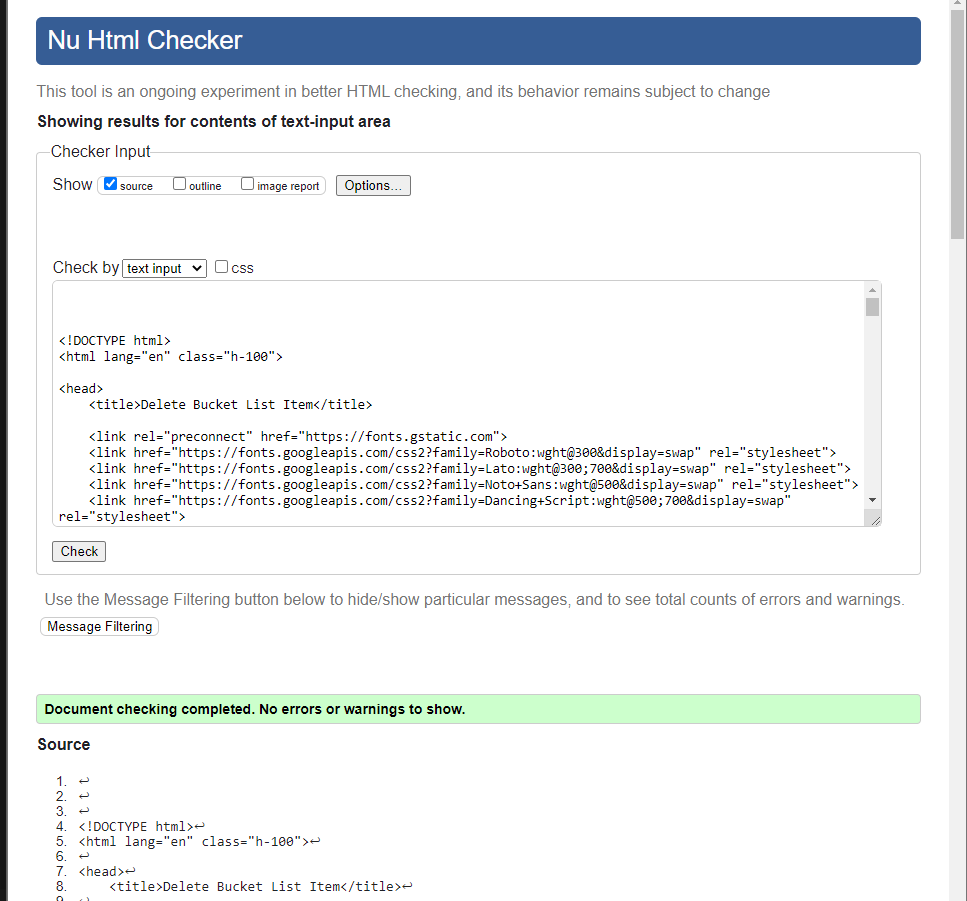 Nu Html Checker
This tool is an ongoing experiment in better HTML checking, and its behavior remains subject to change
Showing results for contents of text-input area
Checker Input
Show source outline image report Options...
Check by text input css
<!DOCTYPE html>
<html lang="en" class="h-100">
<head>
    <title>Delete Bucket List Item</title>
    <link rel="preconnect" href="https://fonts.gstatic.com">
    <link href="https://fonts.googleapis.com/css2?family=Roboto:wght@300&display=swap" rel="stylesheet">
    <link href="https://fonts.googleapis.com/css2?family=Lato:wght@300;700&display=swap" rel="stylesheet">
    <link href="https://fonts.googleapis.com/css2?family=Noto+Sans:wght@500&display=swap" rel="stylesheet">
    <link href="https://fonts.googleapis.com/css2?family=Dancing+Script:wght@500;700&display=swap"
rel="stylesheet">
Check
Use the Message Filtering button below to hide/show particular messages, and to see total counts of errors and warnings.
Message Filtering
Document checking completed. No errors or warnings to show.
Source
1. ↩
2. ↩
3. ↩
4. <!DOCTYPE html>↩
5. <html lang="en" class="h-100">↩
6. ↩
7. <head>↩
8.     <title>Delete Bucket List Item</title>↩
9. ↩